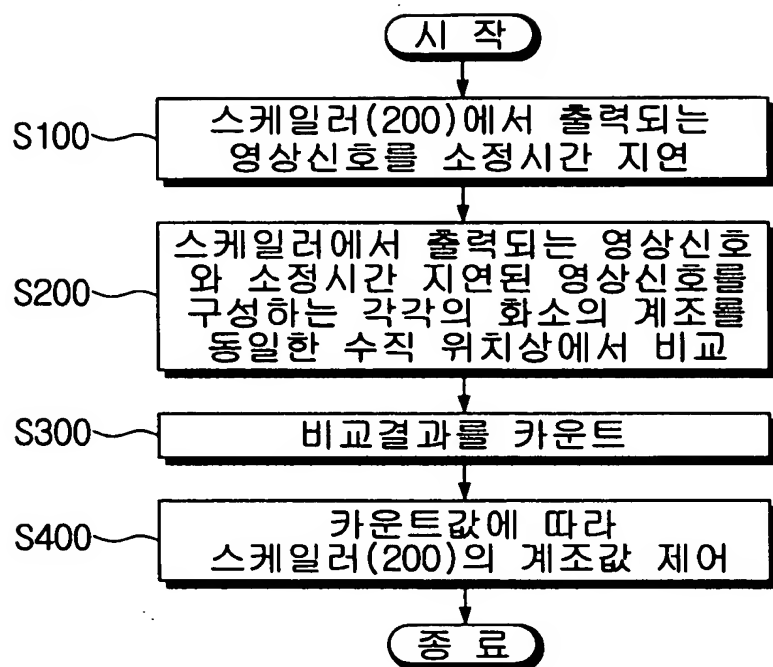 시 작
S100
스케일러(200)에서 출력되는
영상신호를 소정시간 지연
S200
스케일러에서 출력되는 영상신호
와 소정시간 지연된 영상신호를
구성하는 각각의 화소의 계조를
동일한 수직 위치상에서 비교
S300
비교결과를 카운트
S400
카운트값에 따라
스케일러(200)의 계조값 제어
종 료